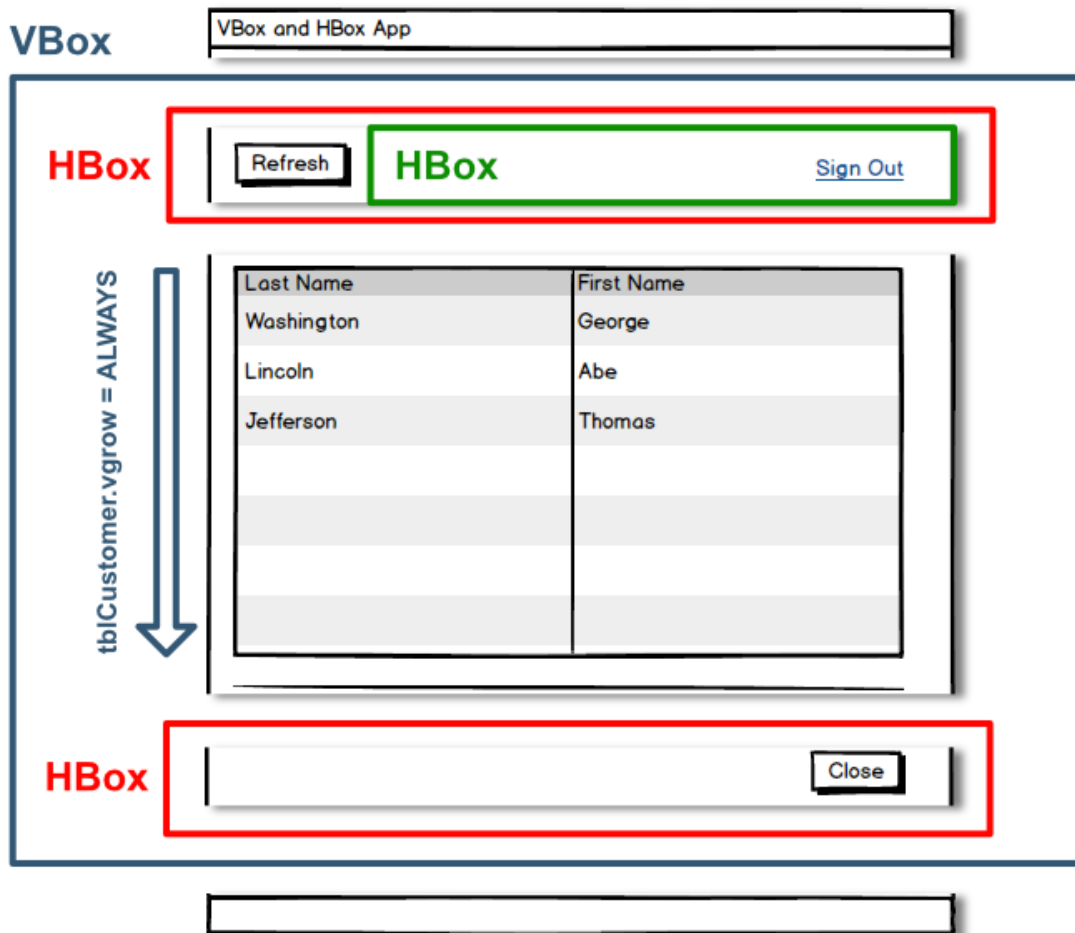 VBox
VBox and HBox App
HBox
Refresh
HBox
Sign Out
tblCustomer.vgrow = ALWAYS
Last Name First Name
Washington George
Lincoln Abe
Jefferson Thomas
HBox
Close